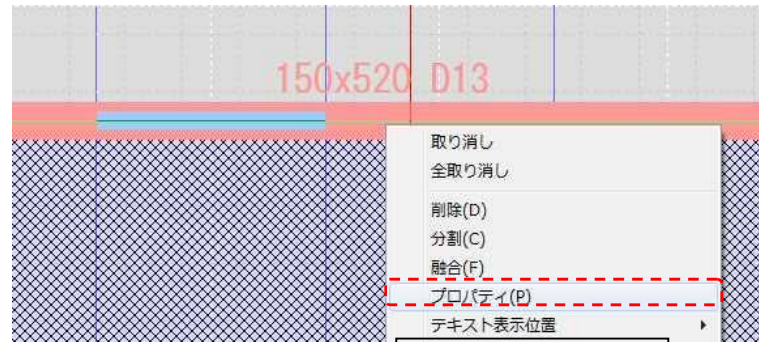 150x520 D13
取り消し
全取り消し
削除(D)
分割(C)
融合(F)
プロパティ(P)
テキスト表示位置